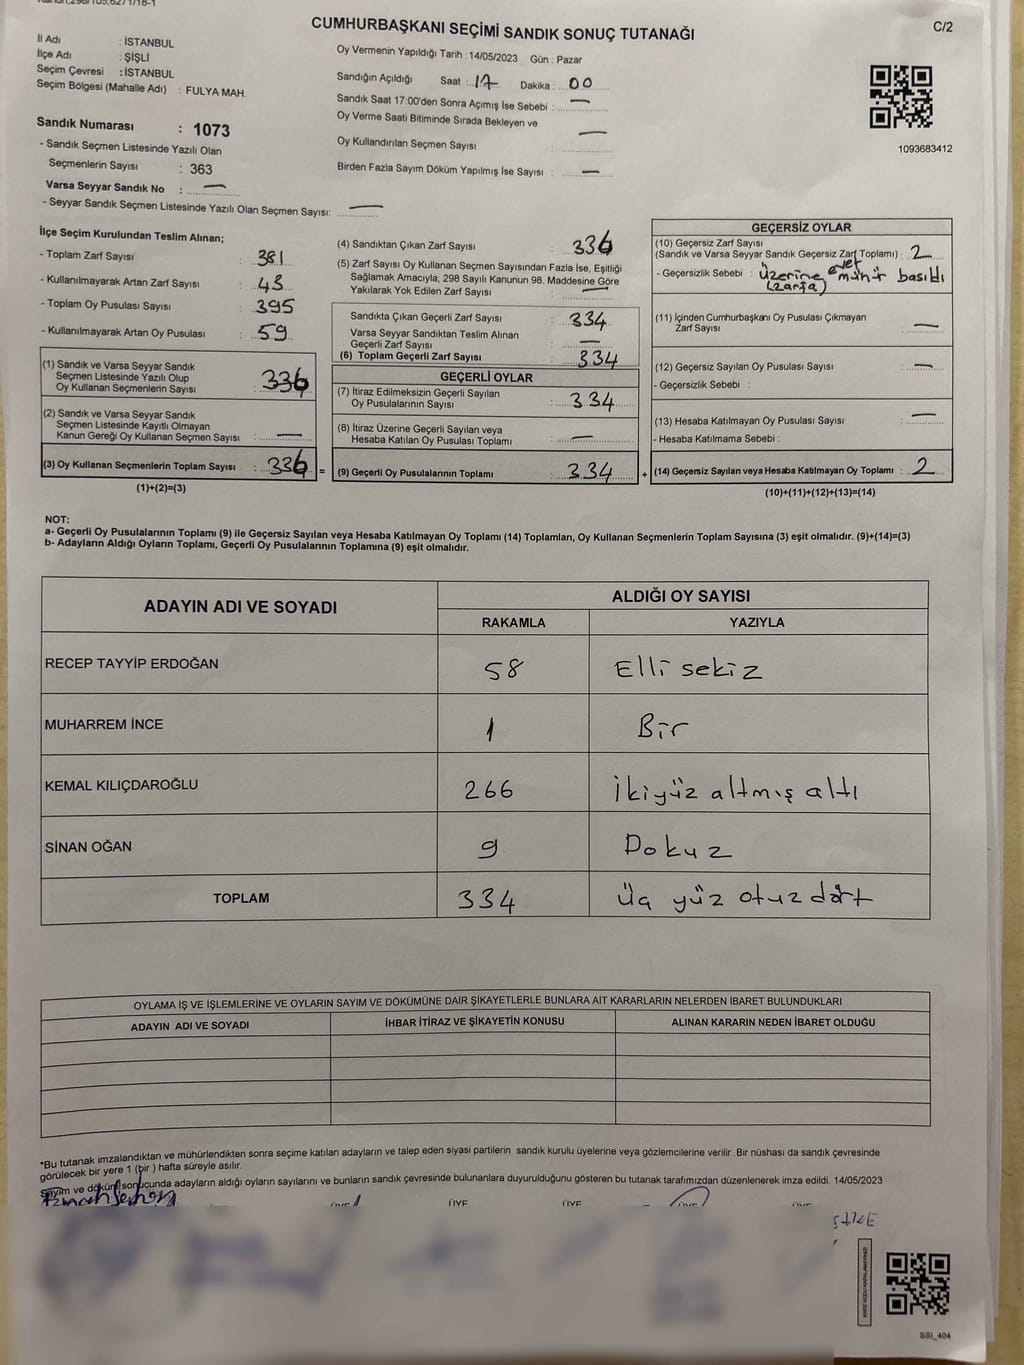 CUMHURBAŞKANI SEÇİMİ SANDIK SONUÇ TUTANAĞI
C/2
İl Adı : İSTANBUL
İlçe Adı : ŞİŞLİ
Seçim Çevresi : İSTANBUL
Seçim Bölgesi (Mahalle Adı) : FULYA MAH.
Sandık Numarası : 1073
- Sandık Seçmen Listesinde Yazılı Olan
Seçmenlerin Sayısı : 363
Varsa Seyyar Sandık No : —
- Seyyar Sandık Seçmen Listesinde Yazılı Olan Seçmen Sayısı: —
Oy Vermenin Yapıldığı Tarih : 14/05/2023 Gün : Pazar
Sandığın Açıldığı Saat : 17 Dakika : 00
Sandık Saat 17:00'den Sonra Açımış İse Sebebi : —
Oy Verme Saati Bitiminde Sırada Bekleyen ve
Oy Kullandırılan Seçmen Sayısı : —
Birden Fazla Sayım Döküm Yapılmış İse Sayısı : —
1093683412
İlçe Seçim Kurulundan Teslim Alınan;
- Toplam Zarf Sayısı : 381
- Kullanılmayarak Artan Zarf Sayısı : 43
- Toplam Oy Pusulası Sayısı : 395
- Kullanılmayarak Artan Oy Pusulası : 59
(1) Sandık ve Varsa Seyyar Sandık
Seçmen Listesinde Yazılı Olup
Oy Kullanan Seçmenlerin Sayısı : 336
(2) Sandık ve Varsa Seyyar Sandık
Seçmen Listesinde Kayıtlı Olmayan
Kanun Gereği Oy Kullanan Seçmen Sayısı : —
(3) Oy Kullanan Seçmenlerin Toplam Sayısı : 336 =
(1)+(2)=(3)
(4) Sandıktan Çıkan Zarf Sayısı : 336
(5) Zarf Sayısı Oy Kullanan Seçmen Sayısından Fazla İse, Eşitliği
Sağlamak Amacıyla, 298 Sayılı Kanunun 98. Maddesine Göre
Yakılarak Yok Edilen Zarf Sayısı : —
Sandıkta Çıkan Geçerli Zarf Sayısı : 334
Varsa Seyyar Sandıktan Teslim Alınan
Geçerli Zarf Sayısı : —
(6) Toplam Geçerli Zarf Sayısı : 334
GEÇERLİ OYLAR
(7) İtiraz Edilmeksizin Geçerli Sayılan
Oy Pusulalarının Sayısı : 334
(8) İtiraz Üzerine Geçerli Sayılan veya
Hesaba Katılan Oy Pusulası Toplamı : —
(9) Geçerli Oy Pusulalarının Toplamı : 334 +
GEÇERSİZ OYLAR
(10) Geçersiz Zarf Sayısı
(Sandık ve Varsa Seyyar Sandık Geçersiz Zarf Toplamı) : 2
- Geçersizlik Sebebi : üzerine evet mühür basıldı
(zarfa)
(11) İçinden Cumhurbaşkanı Oy Pusulası Çıkmayan
Zarf Sayısı : —
(12) Geçersiz Sayılan Oy Pusulası Sayısı : —
- Geçersizlik Sebebi :
(13) Hesaba Katılmayan Oy Pusulası Sayısı : —
- Hesaba Katılmama Sebebi :
(14) Geçersiz Sayılan veya Hesaba Katılmayan Oy Toplamı : 2
(10)+(11)+(12)+(13)=(14)
NOT:
a- Geçerli Oy Pusulalarının Toplamı (9) ile Geçersiz Sayılan veya Hesaba Katılmayan Oy Toplamı (14) Toplamları, Oy Kullanan Seçmenlerin Toplam Sayısına (3) eşit olmalıdır. (9)+(14)=(3)
b- Adayların Aldığı Oyların Toplamı, Geçerli Oy Pusulalarının Toplamına (9) eşit olmalıdır.
ADAYIN ADI VE SOYADI
ALDIĞI OY SAYISI
RAKAMLA YAZIYLA
RECEP TAYYİP ERDOĞAN 58 Elli sekiz
MUHARREM İNCE 1 Bir
KEMAL KILIÇDAROĞLU 266 İkiyüz altmış altı
SİNAN OĞAN 9 Dokuz
TOPLAM 334 üç yüz otuz dört
OYLAMA İŞ VE İŞLEMLERİNE VE OYLARIN SAYIM VE DÖKÜMÜNE DAİR ŞİKAYETLERLE BUNLARA AİT KARARLARIN NELERDEN İBARET BULUNDUKLARI
ADAYIN ADI VE SOYADI İHBAR İTİRAZ VE ŞİKAYETİN KONUSU ALINAN KARARIN NEDEN İBARET OLDUĞU
*Bu tutanak imzalandıktan ve mühürlendikten sonra seçime katılan adayların ve talep eden siyasi partilerin sandık kurulu üyelerine veya gözlemcilerine verilir. Bir nüshası da sandık çevresinde
görülecek bir yere 1 (bir ) hafta süreyle asılır.
Sayım ve döküm sonucunda adayların aldığı oyların sayılarını ve bunların sandık çevresinde bulunanlara duyurulduğunu gösteren bu tutanak tarafımızdan düzenlenerek imza edildi. 14/05/2023
ÜYE ÜYE ÜYE ÜYE ÜYE
SSI_404